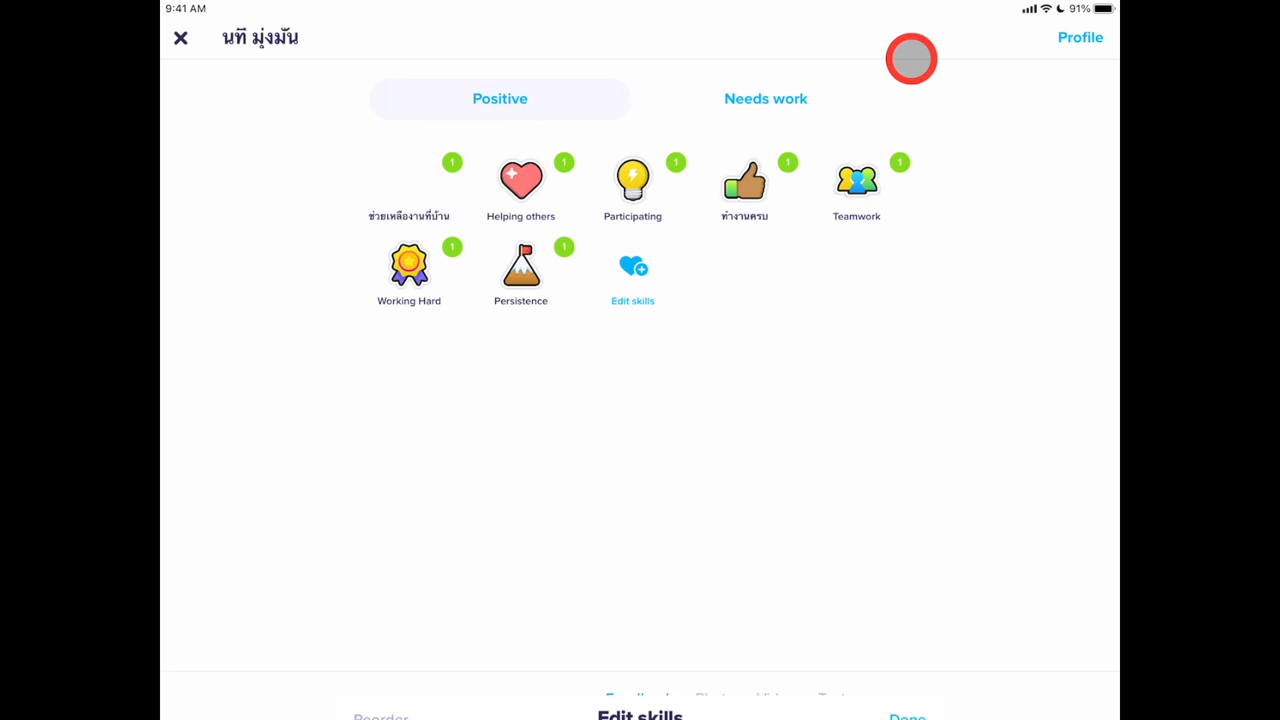 9:41 AM 91%
นที มุ่งมั่น Profile
Positive Needs work
1 1 1 1 1
ช่วยเหลืองานที่บ้าน Helping others Participating ทำงานครบ Teamwork
1 1
Working Hard Persistence Edit skills
Reorder Edit skills Done